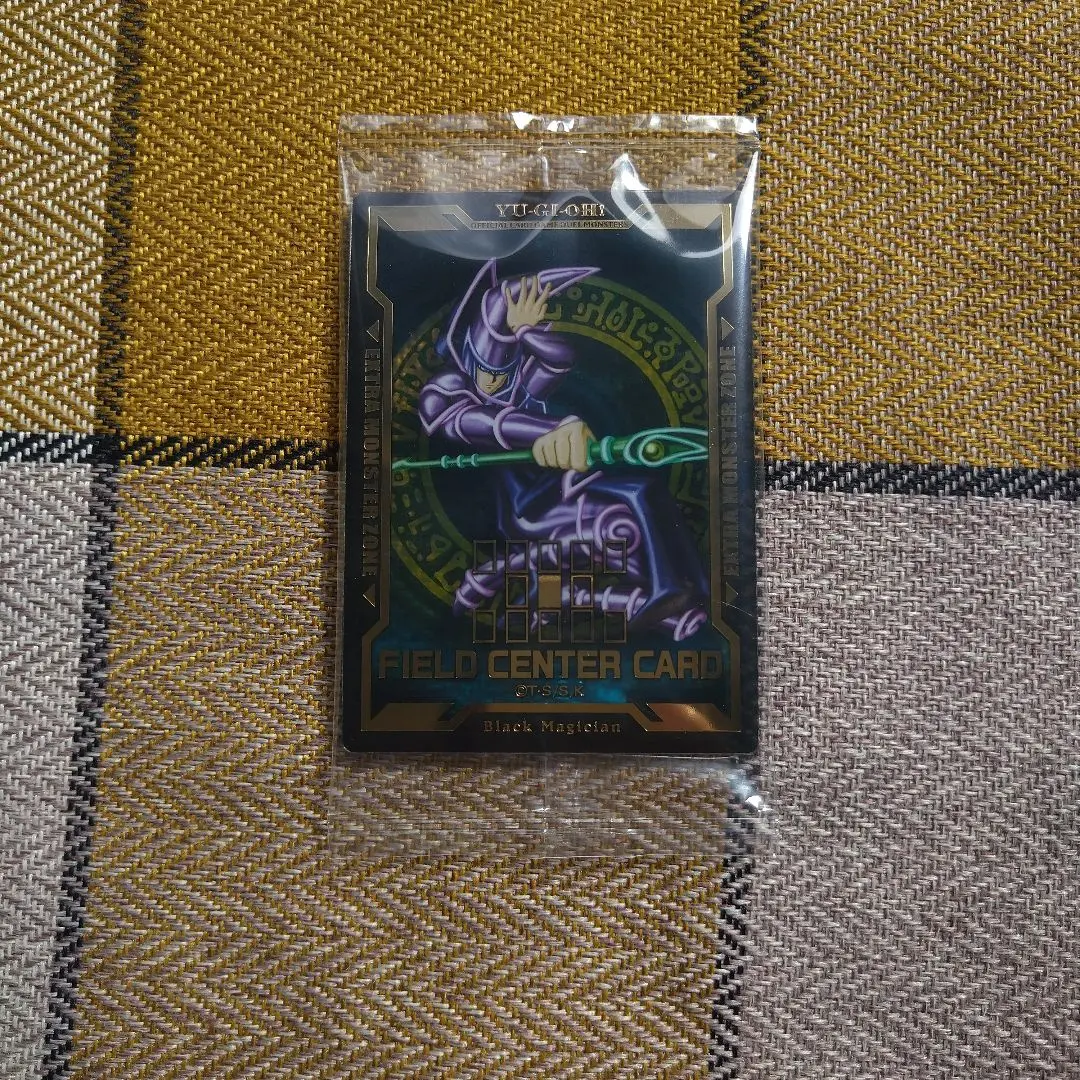 YU-GI-OH!
OFFICIAL CARD GAME DUEL MONSTERS
EXTRA MONSTER ZONE
EXTRA MONSTER ZONE
FIELD CENTER CARD
©T・S/S,K
Black Magician